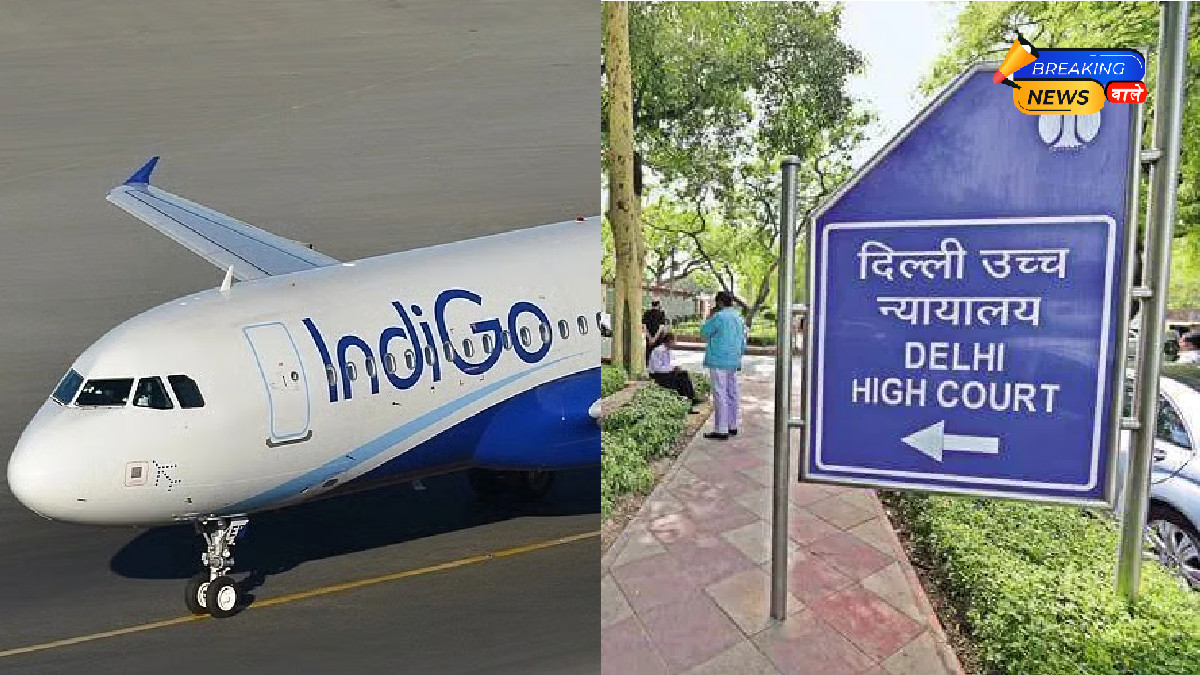 IndiGo
BREAKING
NEWS वाले
दिल्ली उच्च
न्यायालय
DELHI
HIGH COURT